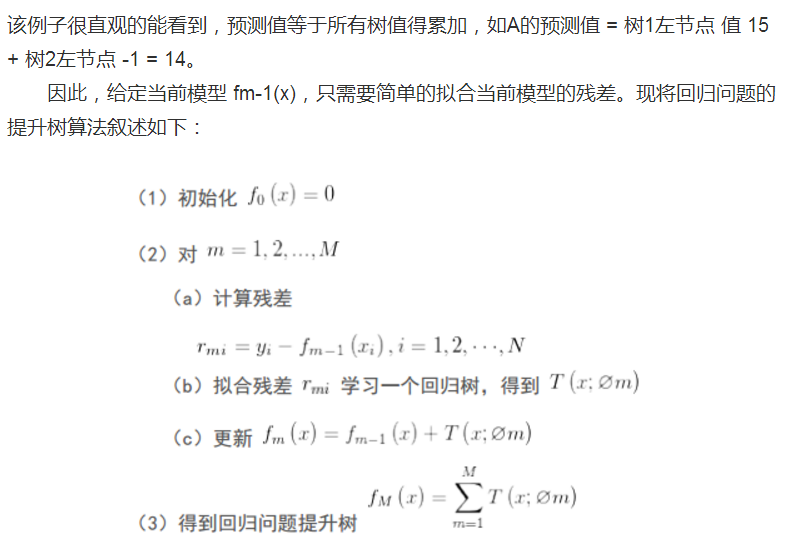 该例子很直观的能看到，预测值等于所有树值得累加，如A的预测值 = 树1左节点 值 15
+ 树2左节点 -1 = 14。
因此，给定当前模型 fm-1(x)，只需要简单的拟合当前模型的残差。现将回归问题的
提升树算法叙述如下：
（1）初始化 f₀(x) = 0
（2）对 m = 1, 2, ..., M
（a）计算残差
r_{mi} = y_i − f_{m−1}(x_i), i = 1, 2, ···, N
（b）拟合残差 r_{mi} 学习一个回归树，得到 T(x; ∅m)
（c）更新 f_m(x) = f_{m−1}(x) + T(x; ∅m)
（3）得到回归问题提升树 f_M(x) = \sum_{m=1}^{M} T(x; ∅m)